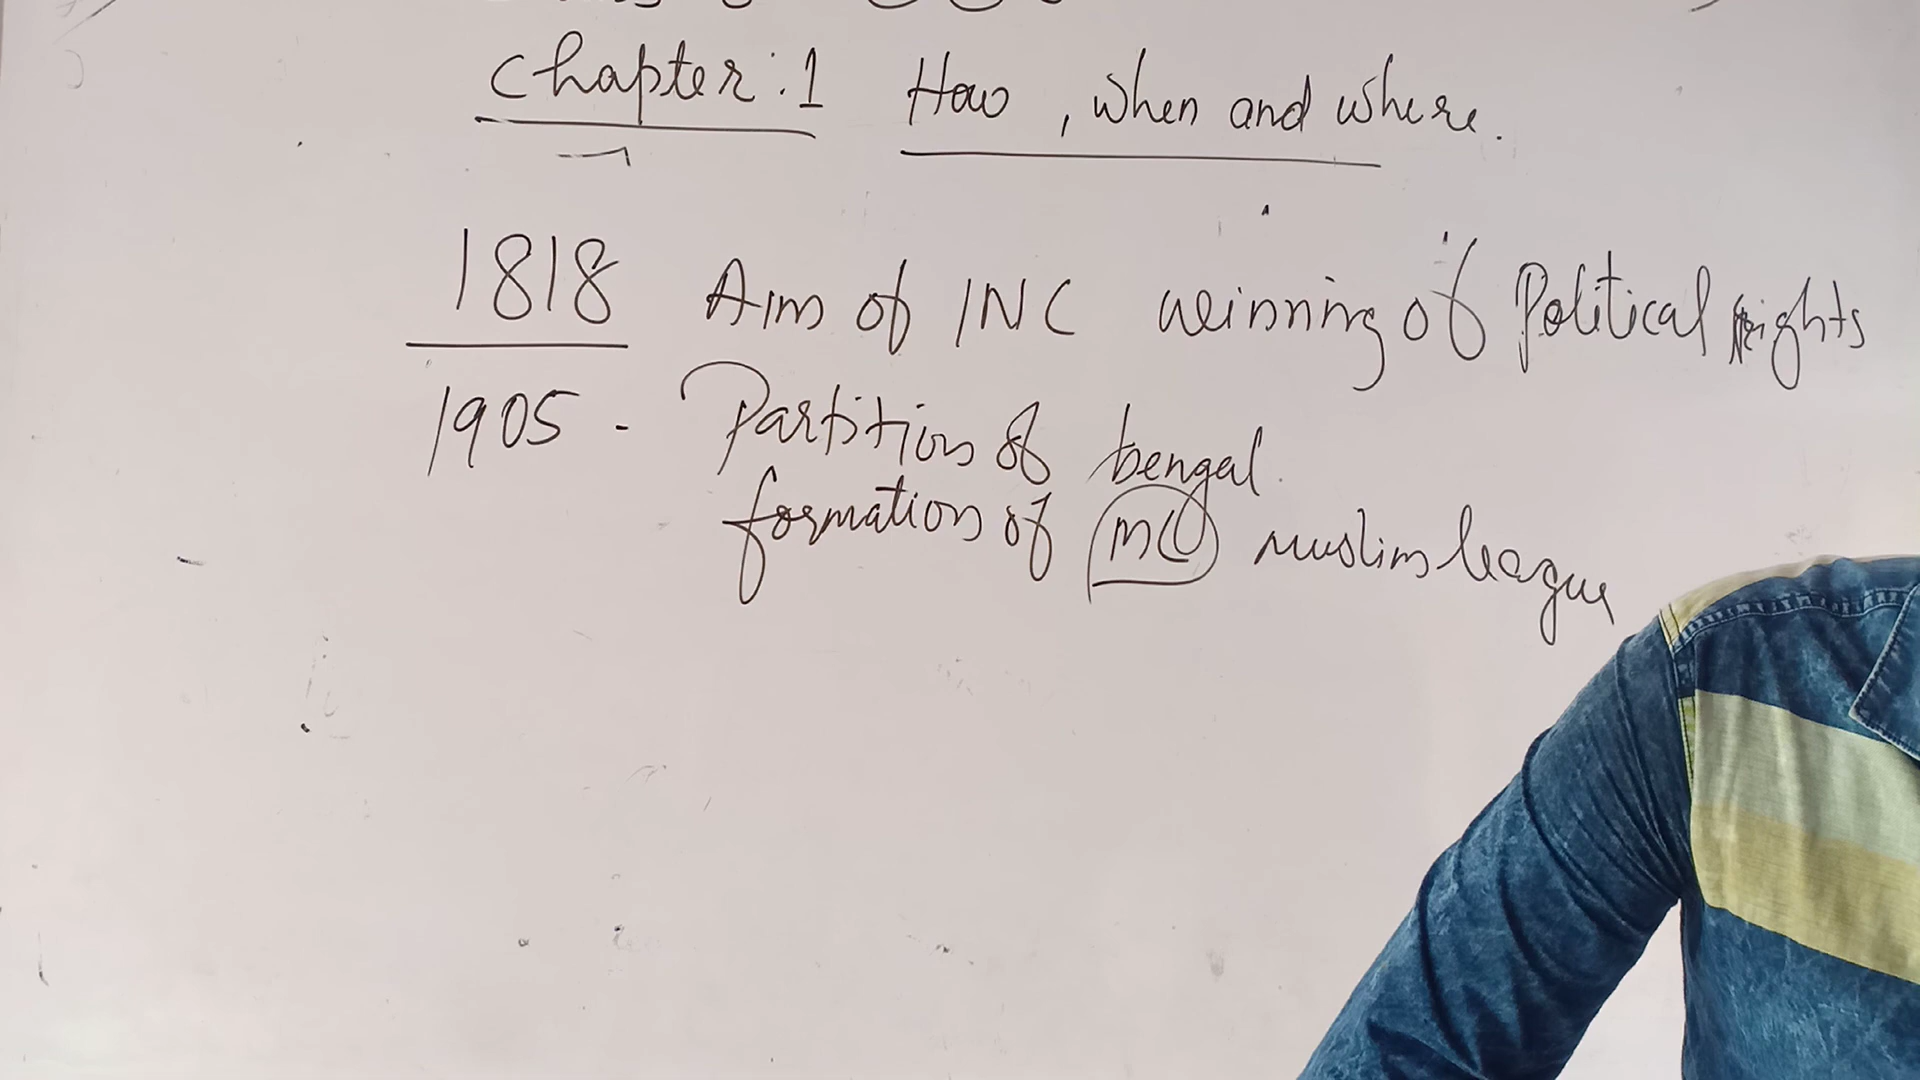 Chapter:1 How, when and where.
1818 Aim of INC winning of Political rights
1905 - Partition of bengal.
formation of ML muslim league